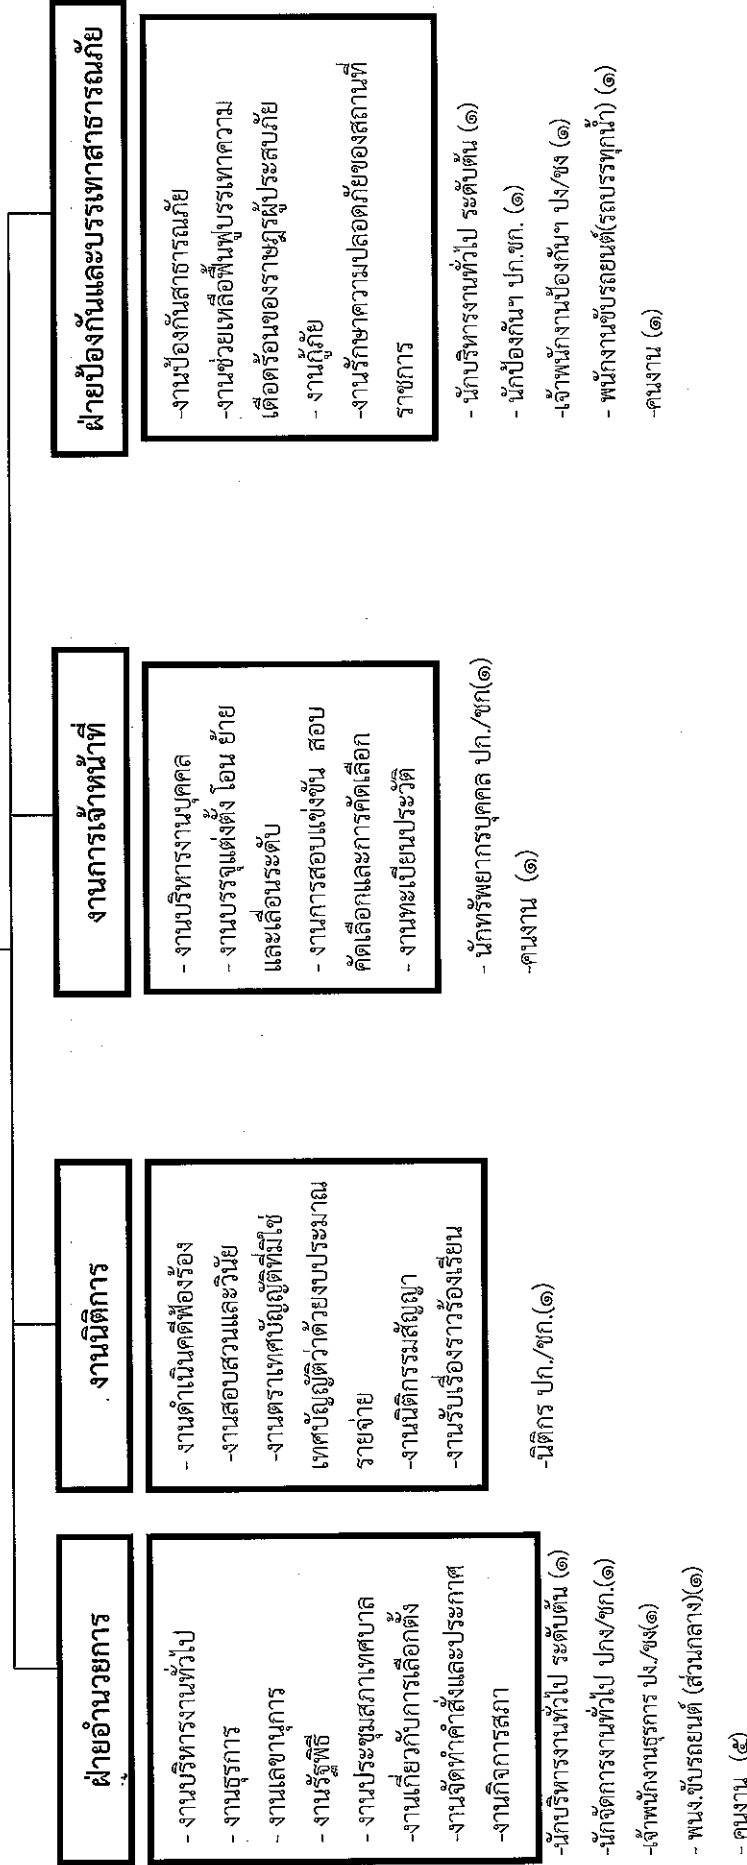 ฝ่ายอำนวยการ
- งานบริหารงานทั่วไป
- งานธุรการ
- งานเลขานุการ
- งานรัฐพิธี
- งานประชุมสภาเทศบาล
-งานเกี่ยวกับการเลือกตั้ง
-งานจัดทำคำสั่งและประกาศ
-งานกิจการสภา
-นักบริหารงานทั่วไป ระดับต้น (๑)
-นักจัดการงานทั่วไป ปกง/ชก.(๑)
-เจ้าพนักงานธุรการ ปง./ชง(๑)
- พนง.ขับรถยนต์ (ส่วนกลาง)(๑)
- คนงาน (๕)
งานนิติการ
- งานดำเนินคดีฟ้องร้อง
-งานสอบสวนและวินัย
-งานตราเทศบัญญัติที่มิใช่
เทศบัญญัติว่าด้วยงบประมาณ
รายจ่าย
-งานนิติกรรมสัญญา
-งานรับเรื่องราวร้องเรียน
-นิติกร ปก./ชก.(๑)
งานการเจ้าหน้าที่
- งานบริหารงานบุคคล
- งานบรรจุแต่งตั้ง โอน ย้าย
และเลื่อนระดับ
- งานการสอบแข่งขัน สอบ
คัดเลือกและการคัดเลือก
- งานทะเบียนประวัติ
- นักทรัพยากรบุคคล ปก./ชก(๑)
-คนงาน (๑)
ฝ่ายป้องกันและบรรเทาสาธารณภัย
-งานป้องกันสาธารณภัย
-งานช่วยเหลือฟื้นฟูบรรเทาความ
เดือดร้อนของราษฎรผู้ประสบภัย
- งานกู้ภัย
-งานรักษาความปลอดภัยของสถานที่
ราชการ
- นักบริหารงานทั่วไป ระดับต้น (๑)
- นักป้องกันฯ ปก.ชก. (๑)
-เจ้าพนักงานป้องกันฯ ปง/ชง (๑)
- พนักงานขับรถยนต์(รถบรรทุกน้ำ) (๑)
-คนงาน (๑)